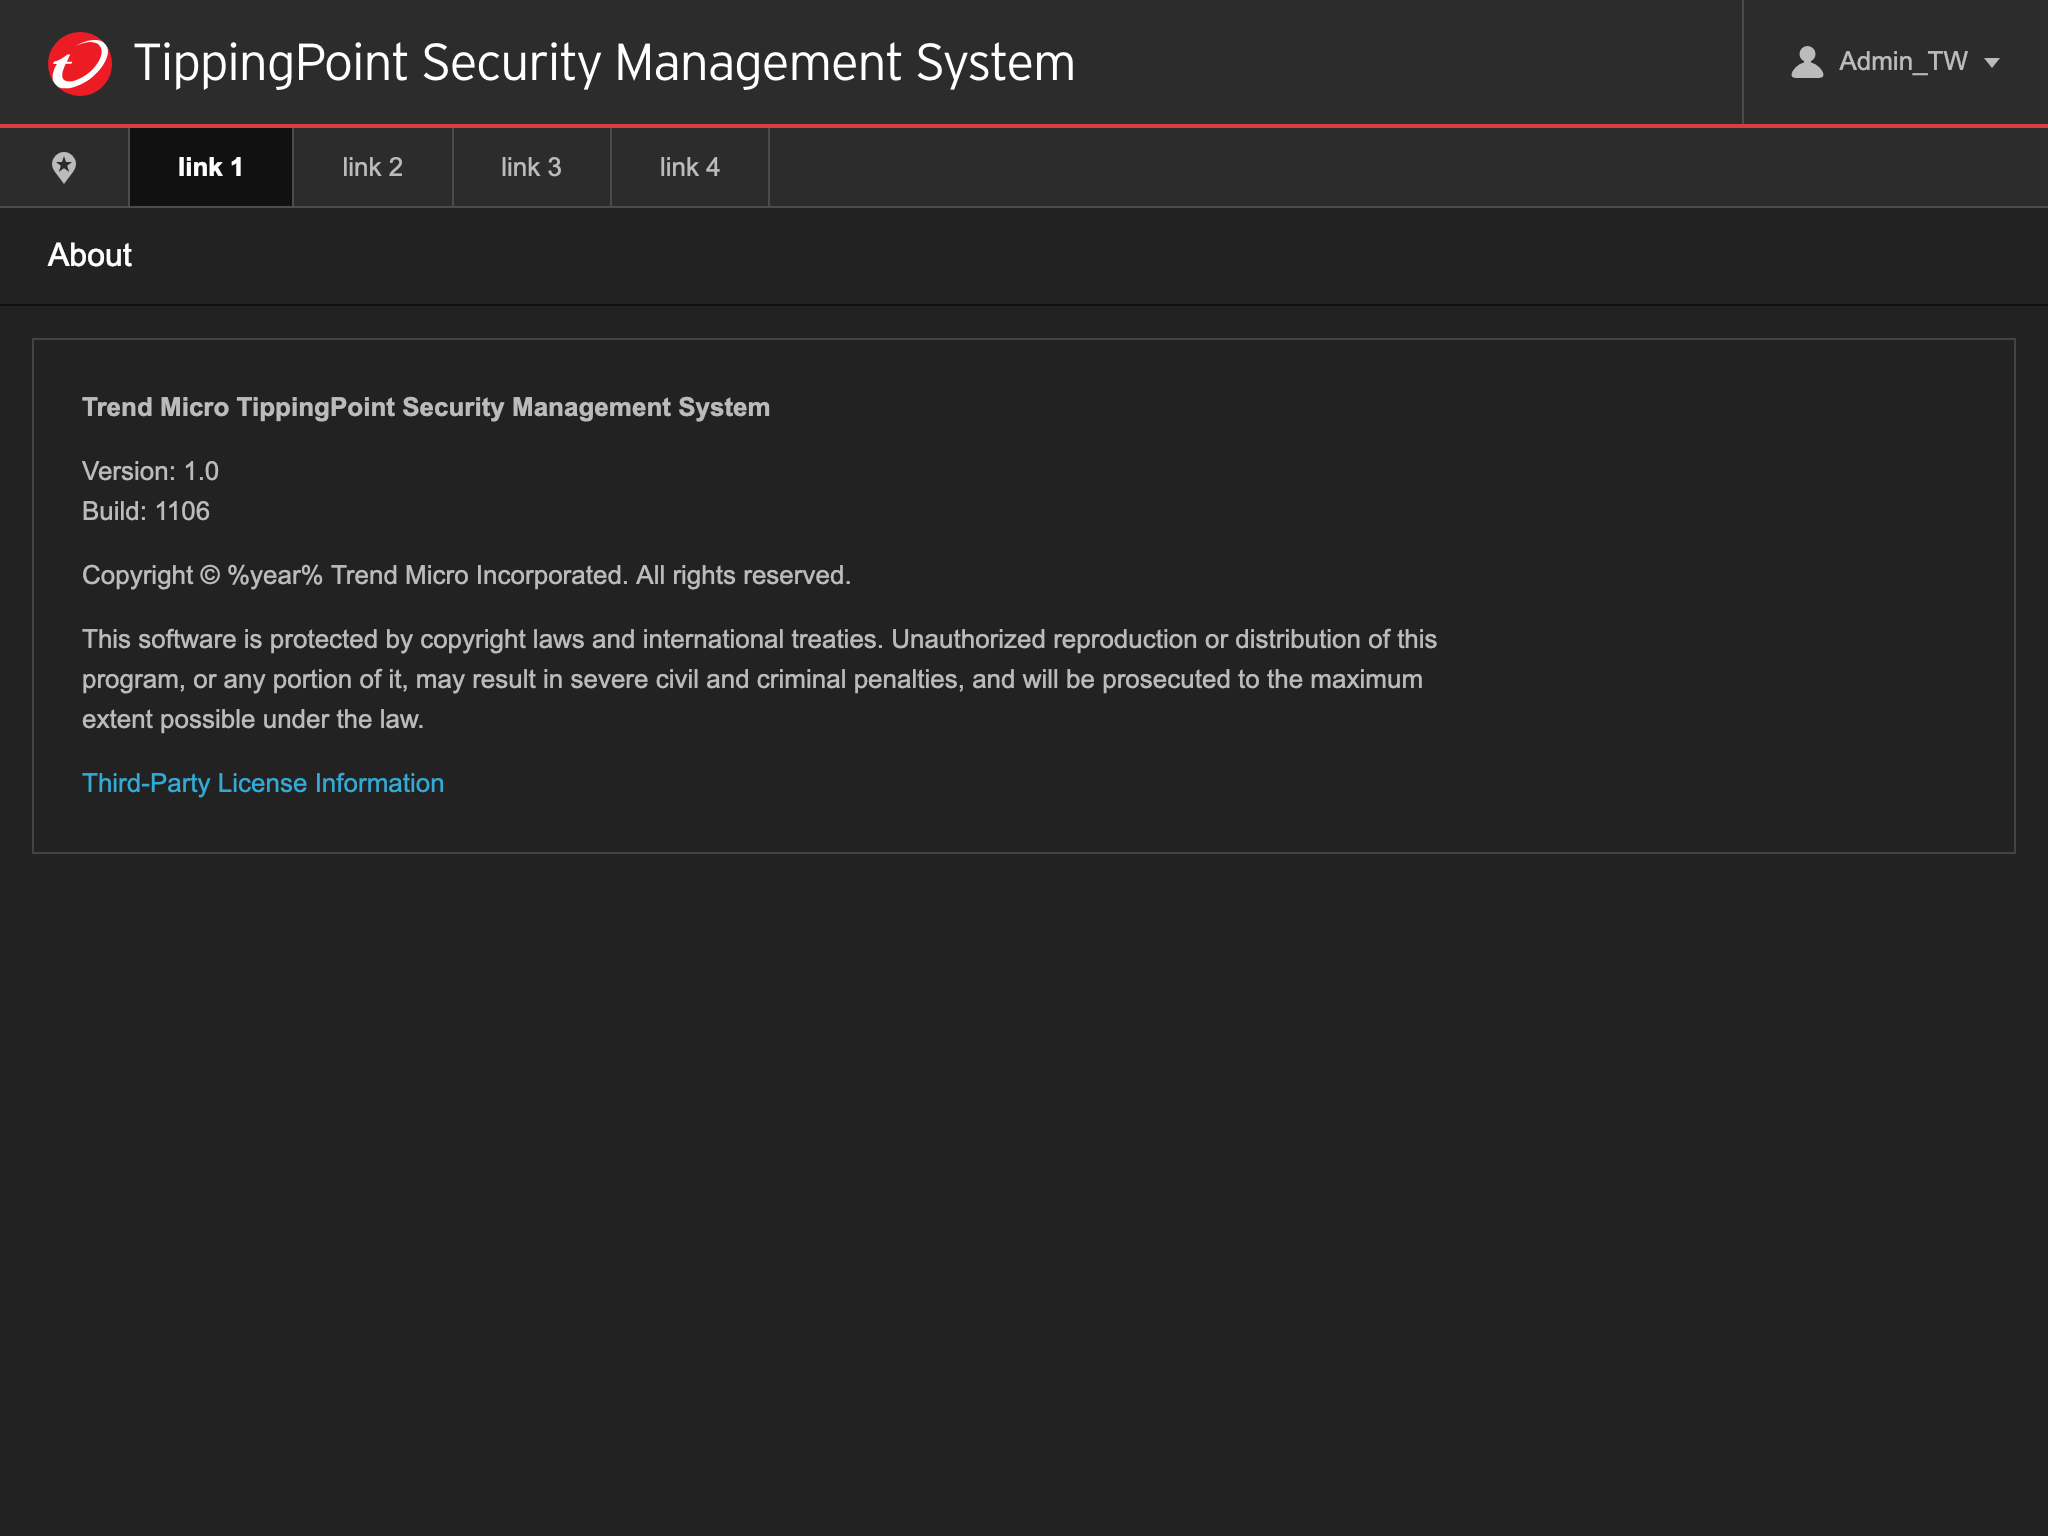 TippingPoint Security Management System
Admin_TW
link 1
link 2
link 3
link 4
About
Trend Micro TippingPoint Security Management System
Version: 1.0
Build: 1106
Copyright © %year% Trend Micro Incorporated. All rights reserved.
This software is protected by copyright laws and international treaties. Unauthorized reproduction or distribution of this
program, or any portion of it, may result in severe civil and criminal penalties, and will be prosecuted to the maximum
extent possible under the law.
Third-Party License Information